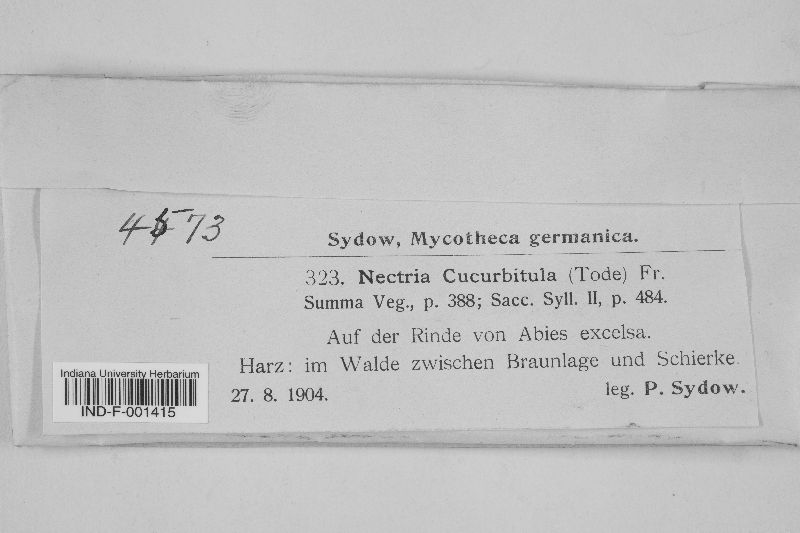 4573
Sydow, Mycotheca germanica.
323. Nectria Cucurbitula (Tode) Fr.
Summa Veg., p. 388; Sacc. Syll. II, p. 484.
Auf der Rinde von Abies excelsa.
Harz: im Walde zwischen Braunlage und Schierke.
27. 8. 1904.
leg. P. Sydow.
Indiana University Herbarium
IND-F-001415